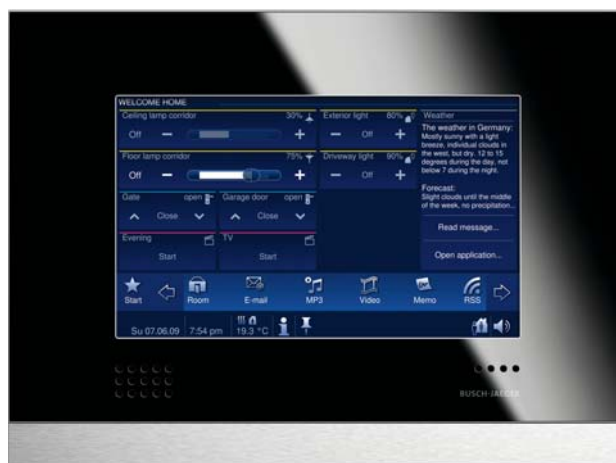 WELCOME HOME
Ceiling lamp corridor 30%
Exterior light 80%
Weather
Off − +
− Off +
The weather in Germany:
Mostly sunny with a light
breeze, individual clouds in
the west, but dry. 12 to 15
degrees during the day, not
below 7 during the night.
Floor lamp corridor 75%
Driveway light 90%
Off − +
− Off +
Forecast:
Slight clouds until the middle
of the week, no precipitation...
Gate open
Garage door open
Close
Close
Read message...
Evening
TV
Start
Start
Open application...
Start
Room
E-mail
MP3
Video
Memo
RSS
Su 07.06.09
7:54 pm
19.3 °C
BUSCH-JAEGER